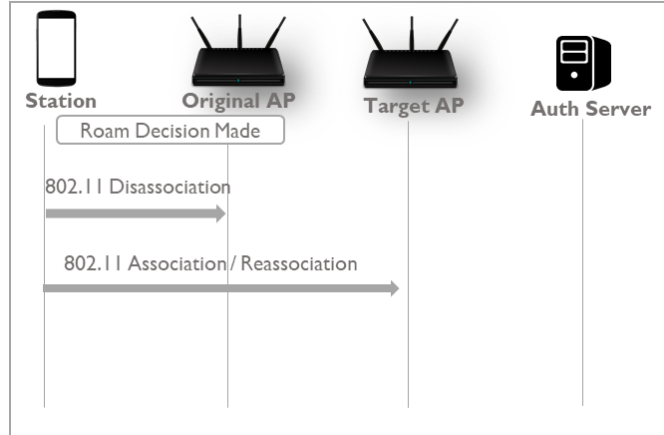 Station
Original AP
Target AP
Auth Server
Roam Decision Made
802.11 Disassociation
802.11 Association / Reassociation